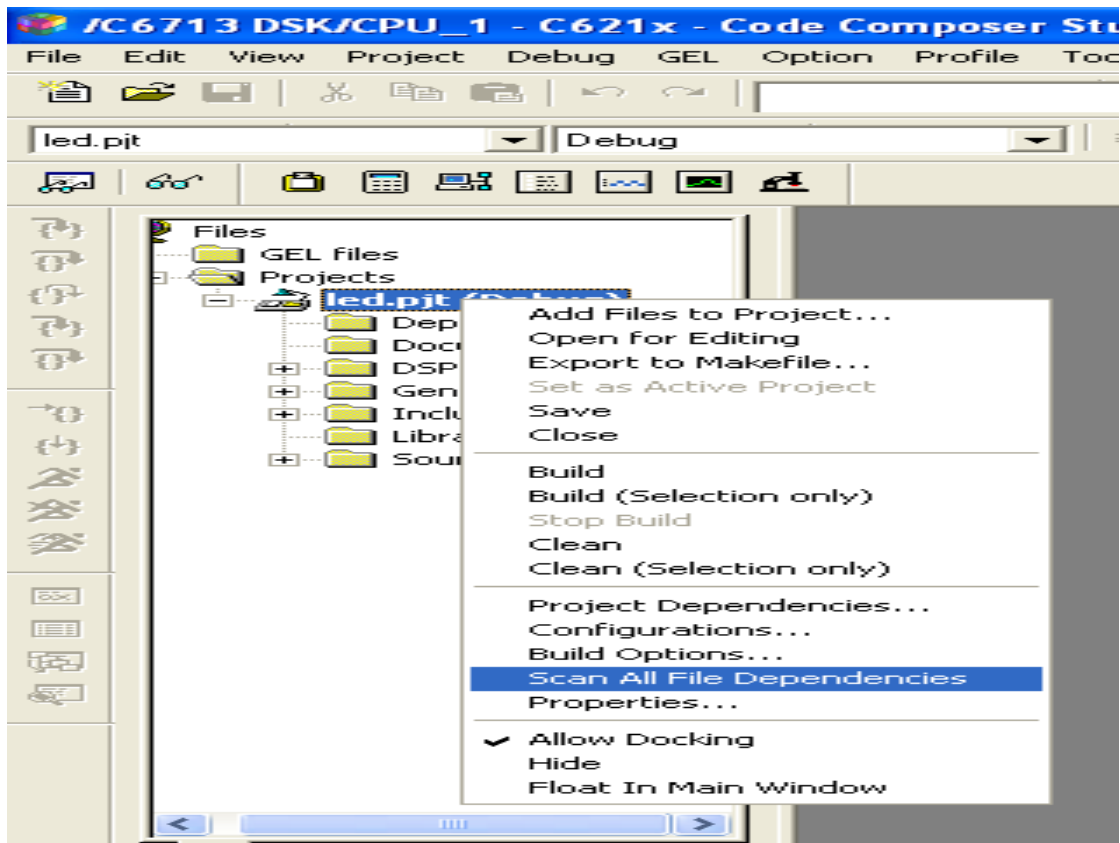 /C6713 DSK/CPU_1 - C621x - Code Composer Stu
File Edit View Project Debug GEL Option Profile Too
led.pjt Debug
Files
GEL files
Projects
led.pjt (Debug)
Dep
Docu
DSP
Gen
Inclu
Libra
Sour
Add Files to Project...
Open for Editing
Export to Makefile...
Set as Active Project
Save
Close
Build
Build (Selection only)
Stop Build
Clean
Clean (Selection only)
Project Dependencies...
Configurations...
Build Options...
Scan All File Dependencies
Properties...
Allow Docking
Hide
Float In Main Window